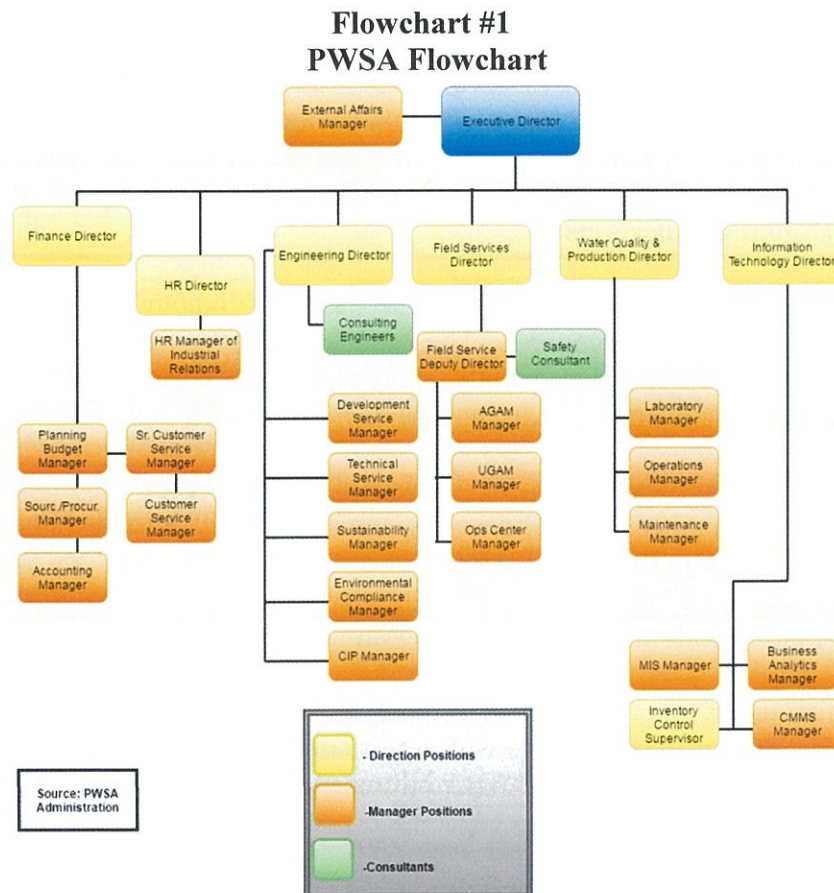 Flowchart #1
PWSA Flowchart
External Affairs
Manager
Executive Director
Finance Director
HR Director
HR Manager of
Industrial
Relations
Planning
Budget
Manager
Sr. Customer
Service Manager
Sourc./Procur.
Manager
Customer
Service
Manager
Accounting
Manager
Engineering Director
Consulting
Engineers
Development
Service
Manager
Technical
Service
Manager
Sustainability
Manager
Environmental
Compliance
Manager
CIP Manager
Field Services
Director
Field Service
Deputy Director
Safety
Consultant
AGAM
Manager
UGAM
Manager
Ops Center
Manager
Water Quality &
Production Director
Laboratory
Manager
Operations
Manager
Maintenance
Manager
Information
Technology Director
MIS Manager
Business
Analytics
Manager
Inventory
Control
Supervisor
CMMS
Manager
- Direction Positions
-Manager Positions
-Consultants
Source: PWSA
Administration